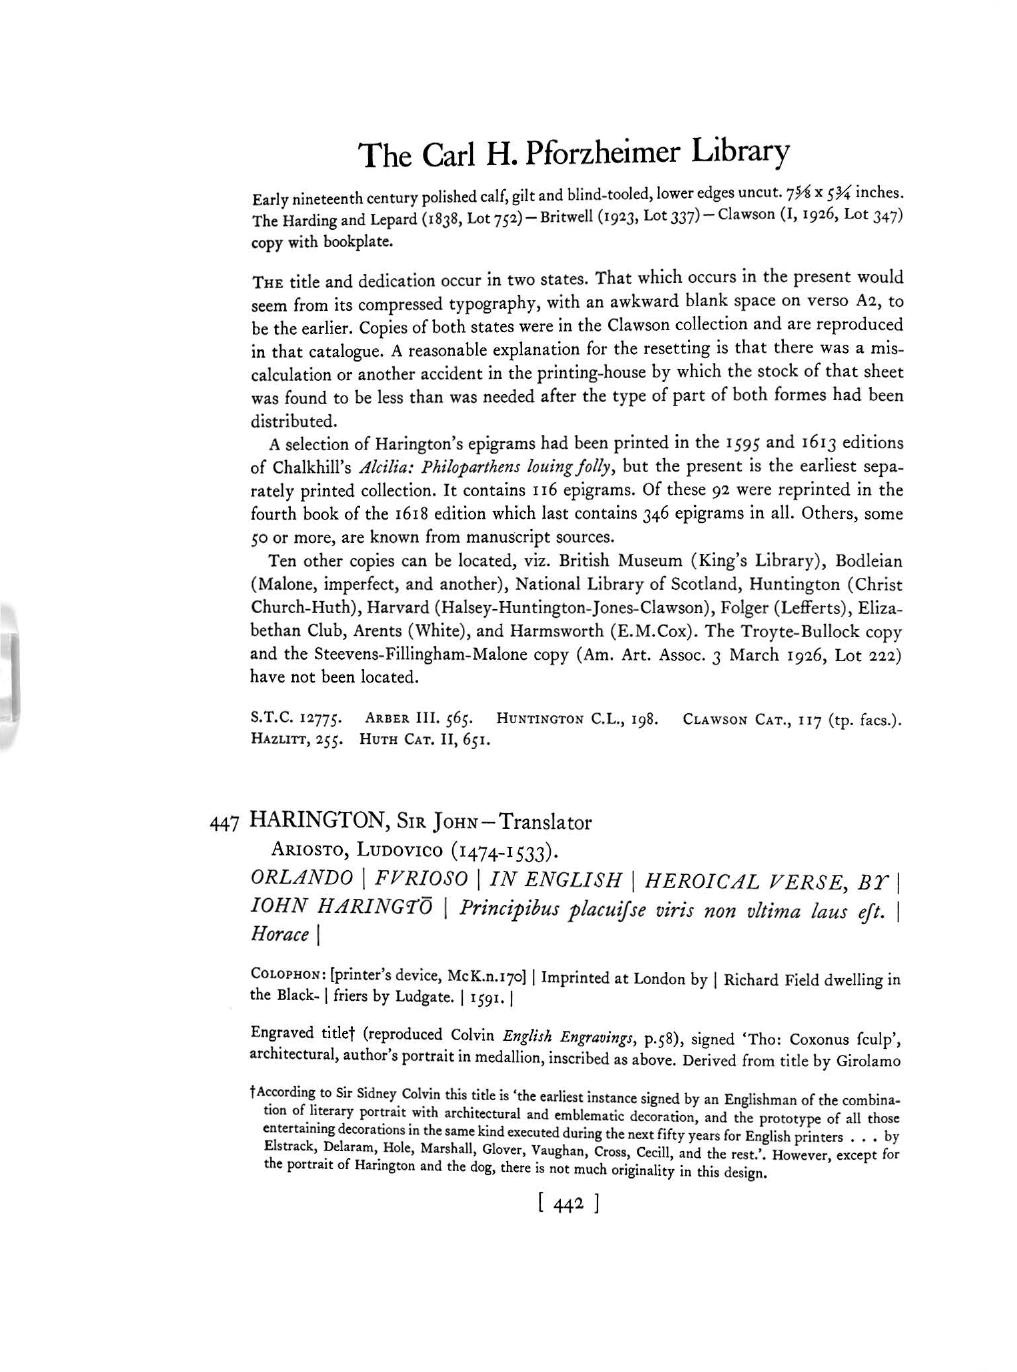 The Carl H. Pforzheimer Library
Early nineteenth century polished calf, gilt and blind-tooled, lower edges uncut. 7⅝ x 5¾ inches.
The Harding and Lepard (1838, Lot 752)—Britwell (1923, Lot 337)—Clawson (I, 1926, Lot 347)
copy with bookplate.
THE title and dedication occur in two states. That which occurs in the present would
seem from its compressed typography, with an awkward blank space on verso A2, to
be the earlier. Copies of both states were in the Clawson collection and are reproduced
in that catalogue. A reasonable explanation for the resetting is that there was a mis-
calculation or another accident in the printing-house by which the stock of that sheet
was found to be less than was needed after the type of part of both formes had been
distributed.
A selection of Harington's epigrams had been printed in the 1595 and 1613 editions
of Chalkhill's Alcilia: Philoparthens louing folly, but the present is the earliest sepa-
rately printed collection. It contains 116 epigrams. Of these 92 were reprinted in the
fourth book of the 1618 edition which last contains 346 epigrams in all. Others, some
50 or more, are known from manuscript sources.
Ten other copies can be located, viz. British Museum (King's Library), Bodleian
(Malone, imperfect, and another), National Library of Scotland, Huntington (Christ
Church-Huth), Harvard (Halsey-Huntington-Jones-Clawson), Folger (Lefferts), Eliza-
bethan Club, Arents (White), and Harmsworth (E.M.Cox). The Troyte-Bullock copy
and the Steevens-Fillingham-Malone copy (Am. Art. Assoc. 3 March 1926, Lot 222)
have not been located.
S.T.C. 12775. ARBER III. 565. HUNTINGTON C.L., 198. CLAWSON CAT., 117 (tp. facs.).
HAZLITT, 255. HUTH CAT. II, 651.
447 HARINGTON, SIR JOHN—Translator
ARIOSTO, LUDOVICO (1474-1533).
ORLANDO | FVRIOSO | IN ENGLISH | HEROICAL VERSE, BY |
IOHN HARINGTŌ | Principibus placuiſse viris non vltima laus eſt. |
Horace |
COLOPHON: [printer's device, McK.n.170] | Imprinted at London by | Richard Field dwelling in
the Black- | friers by Ludgate. | 1591. |
Engraved title† (reproduced Colvin English Engravings, p.58), signed 'Tho: Coxonus ſculp',
architectural, author's portrait in medallion, inscribed as above. Derived from title by Girolamo
†According to Sir Sidney Colvin this title is 'the earliest instance signed by an Englishman of the combina-
tion of literary portrait with architectural and emblematic decoration, and the prototype of all those
entertaining decorations in the same kind executed during the next fifty years for English printers . . . by
Elstrack, Delaram, Hole, Marshall, Glover, Vaughan, Cross, Cecill, and the rest.'. However, except for
the portrait of Harington and the dog, there is not much originality in this design.
[ 442 ]